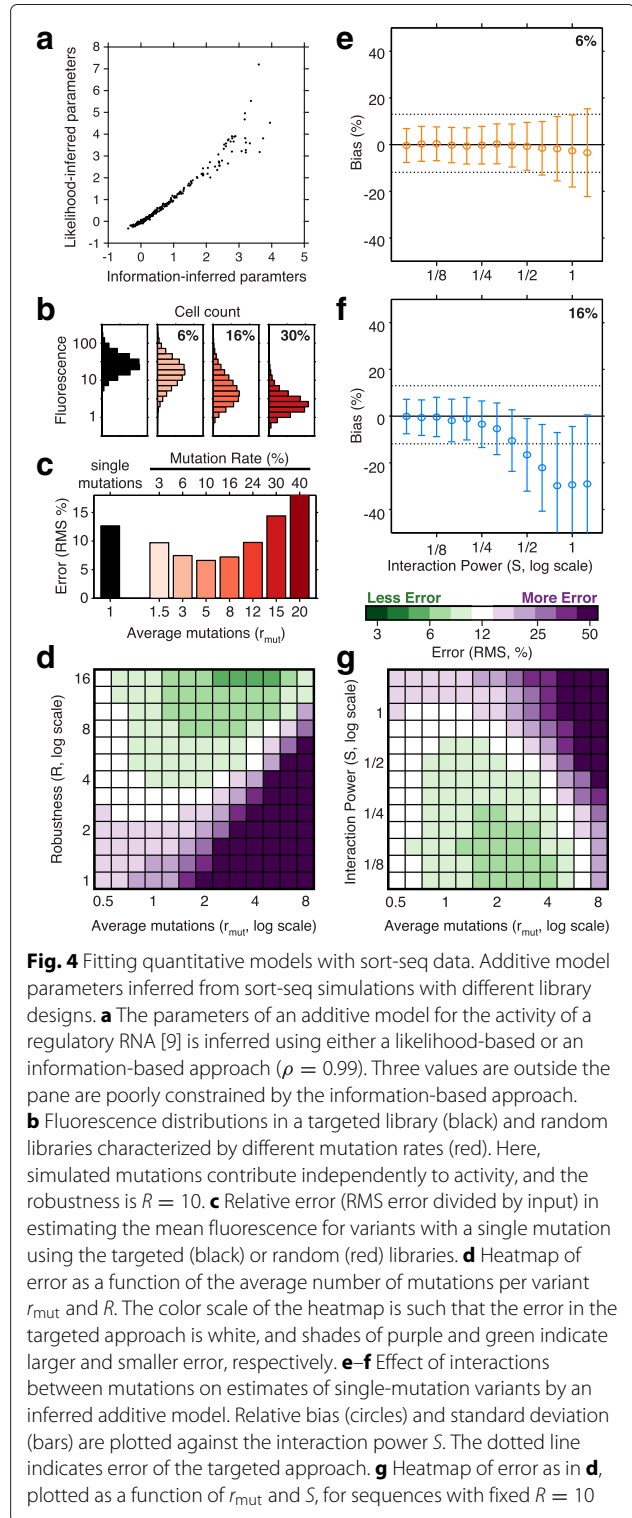 a
8
7
6
5
4
3
2
1
0
-1
Likelihood-inferred parameters
-1 0 1 2 3 4 5
Information-inferred paramters
b
Cell count
6% 16% 30%
Fluorescence
100
10
1
c
single mutations
Mutation Rate (%)
3 6 10 16 24 30 40
Error (RMS %)
15
10
5
0
1 1.5 3 5 8 12 15 20
Average mutations (rmut)
d
Robustness (R, log scale)
16
8
4
2
1
0.5 1 2 4 8
Average mutations (rmut, log scale)
e
6%
Bias (%)
40
20
0
-20
-40
1/8 1/4 1/2 1
f
16%
Bias (%)
40
20
0
-20
-40
1/8 1/4 1/2 1
Interaction Power (S, log scale)
Less Error More Error
3 6 12 25 50
Error (RMS, %)
g
Interaction Power (S, log scale)
1
1/2
1/4
1/8
0.5 1 2 4 8
Average mutations (rmut, log scale)
Fig. 4 Fitting quantitative models with sort-seq data. Additive model
parameters inferred from sort-seq simulations with different library
designs. a The parameters of an additive model for the activity of a
regulatory RNA [9] is inferred using either a likelihood-based or an
information-based approach (ρ = 0.99). Three values are outside the
pane are poorly constrained by the information-based approach.
b Fluorescence distributions in a targeted library (black) and random
libraries characterized by different mutation rates (red). Here,
simulated mutations contribute independently to activity, and the
robustness is R = 10. c Relative error (RMS error divided by input) in
estimating the mean fluorescence for variants with a single mutation
using the targeted (black) or random (red) libraries. d Heatmap of
error as a function of the average number of mutations per variant
rmut and R. The color scale of the heatmap is such that the error in the
targeted approach is white, and shades of purple and green indicate
larger and smaller error, respectively. e–f Effect of interactions
between mutations on estimates of single-mutation variants by an
inferred additive model. Relative bias (circles) and standard deviation
(bars) are plotted against the interaction power S. The dotted line
indicates error of the targeted approach. g Heatmap of error as in d,
plotted as a function of rmut and S, for sequences with fixed R = 10